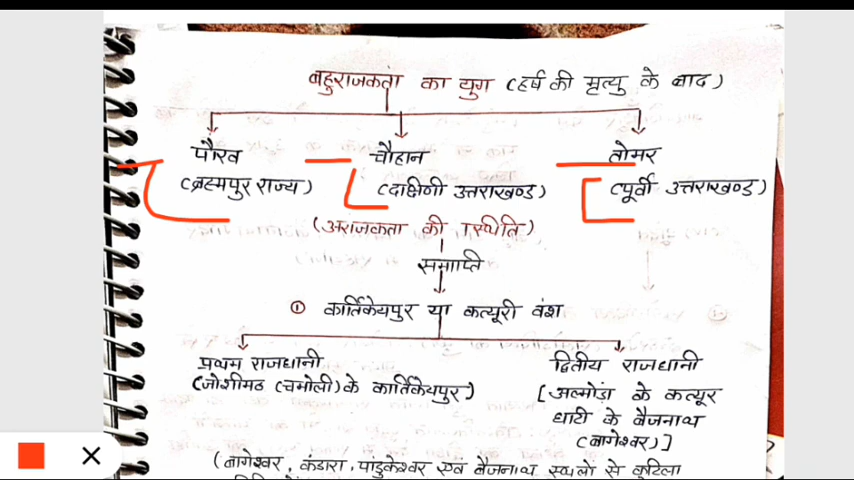 बहुराजकता का युग (हर्ष की मृत्यु के बाद)
पौरव चौहान तोमर
(ब्रह्मपुर राज्य) (दाक्षिणी उत्तराखण्ड) (पूर्वी उत्तराखण्ड)
(अराजकता की स्थिति)
समाप्ति
① कार्तिकेयपुर या कत्यूरी वंश
प्रथम राजधानी द्वितीय राजधानी
(जोशीमठ (चमोली) के कार्तिकेयपुर) [अल्मोड़ा के कत्यूर
घाटी के बैजनाथ
(बागेश्वर)]
(बागेश्वर, कंडारा, पांडुकेश्वर एवं बैजनाथ स्थलों से कुटिला